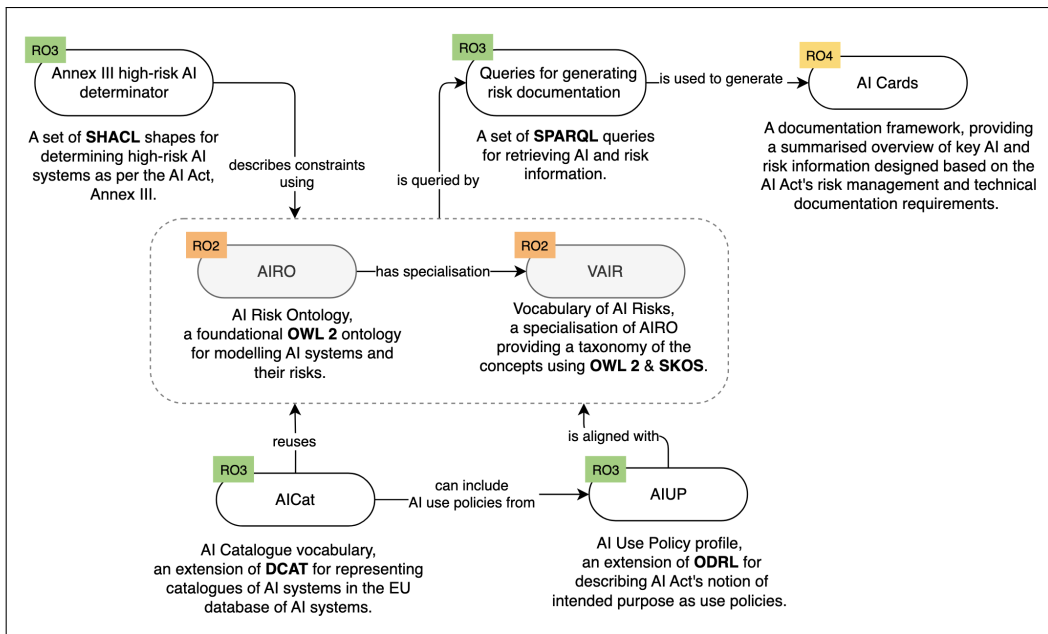 RO3
Annex III high-risk AI
determinator
A set of SHACL shapes for
determining high-risk AI
systems as per the AI Act,
Annex III.
describes constraints
using
RO3
Queries for generating
risk documentation
A set of SPARQL queries
for retrieving AI and risk
information.
is queried by
is used to generate
RO4
AI Cards
A documentation framework, providing
a summarised overview of key AI and
risk information designed based on the
AI Act's risk management and technical
documentation requirements.
RO2
AIRO
AI Risk Ontology,
a foundational OWL 2 ontology
for modelling AI systems and
their risks.
has specialisation
RO2
VAIR
Vocabulary of AI Risks,
a specialisation of AIRO
providing a taxonomy of the
concepts using OWL 2 & SKOS.
reuses
is aligned with
RO3
AICat
AI Catalogue vocabulary,
an extension of DCAT for representing
catalogues of AI systems in the EU
database of AI systems.
can include
AI use policies from
RO3
AIUP
AI Use Policy profile,
an extension of ODRL for
describing AI Act's notion of
intended purpose as use policies.